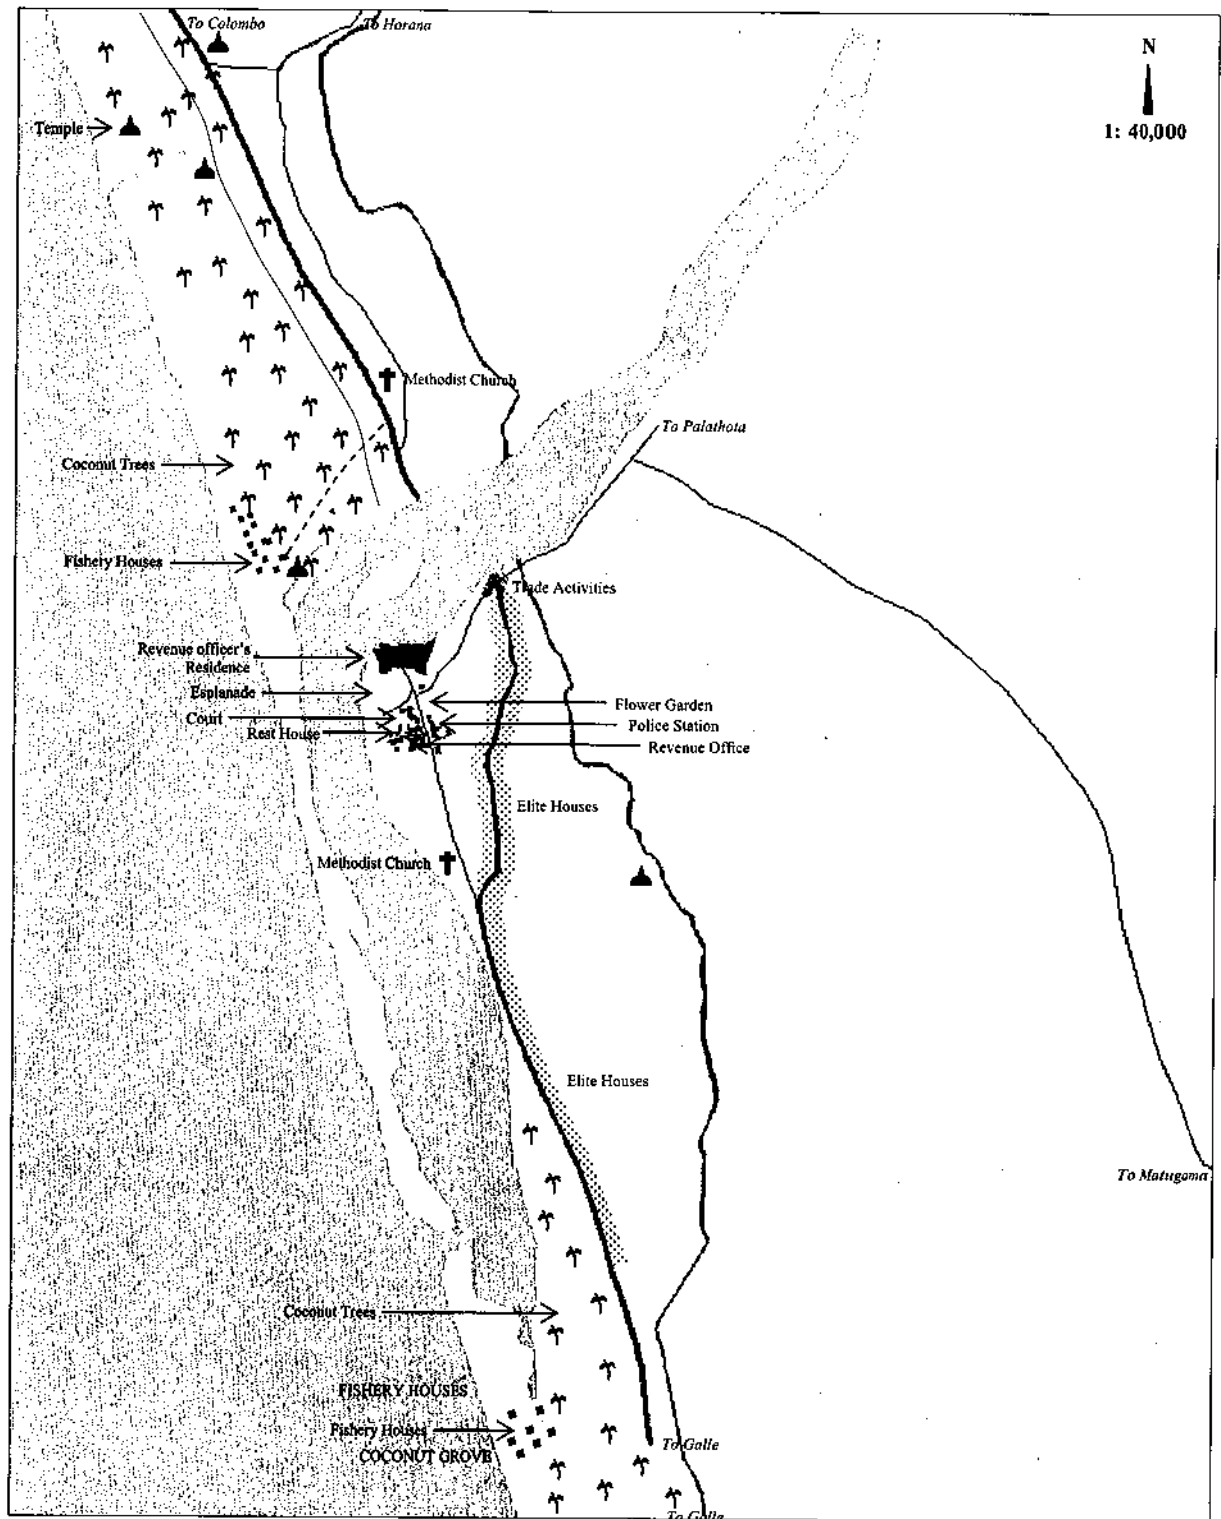 To Colombo
To Horana
N
1: 40,000
Temple
Methodist Church
To Palathota
Coconut Trees
Fishery Houses
Trade Activities
Revenue officer's
Residence
Esplanade
Flower Garden
Court
Police Station
Rest House
Revenue Office
Elite Houses
Methodist Church
Elite Houses
To Matugama
Coconut Trees
FISHERY HOUSES
Fishery Houses
To Galle
COCONUT GROVE
To Galle